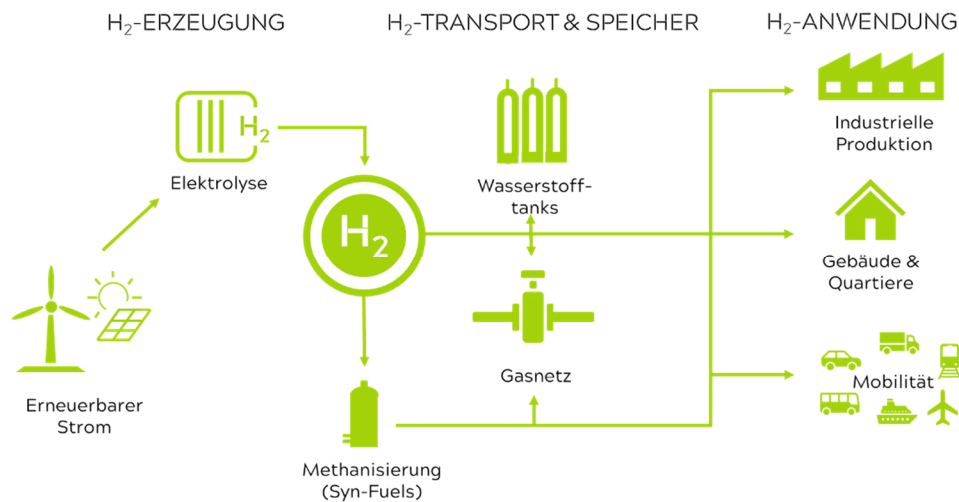 H₂-ERZEUGUNG
H₂-TRANSPORT & SPEICHER
H₂-ANWENDUNG
H₂
Elektrolyse
H₂
Erneuerbarer
Strom
Methanisierung
(Syn-Fuels)
Wasserstoff-
tanks
Gasnetz
Industrielle
Produktion
Gebäude &
Quartiere
Mobilität